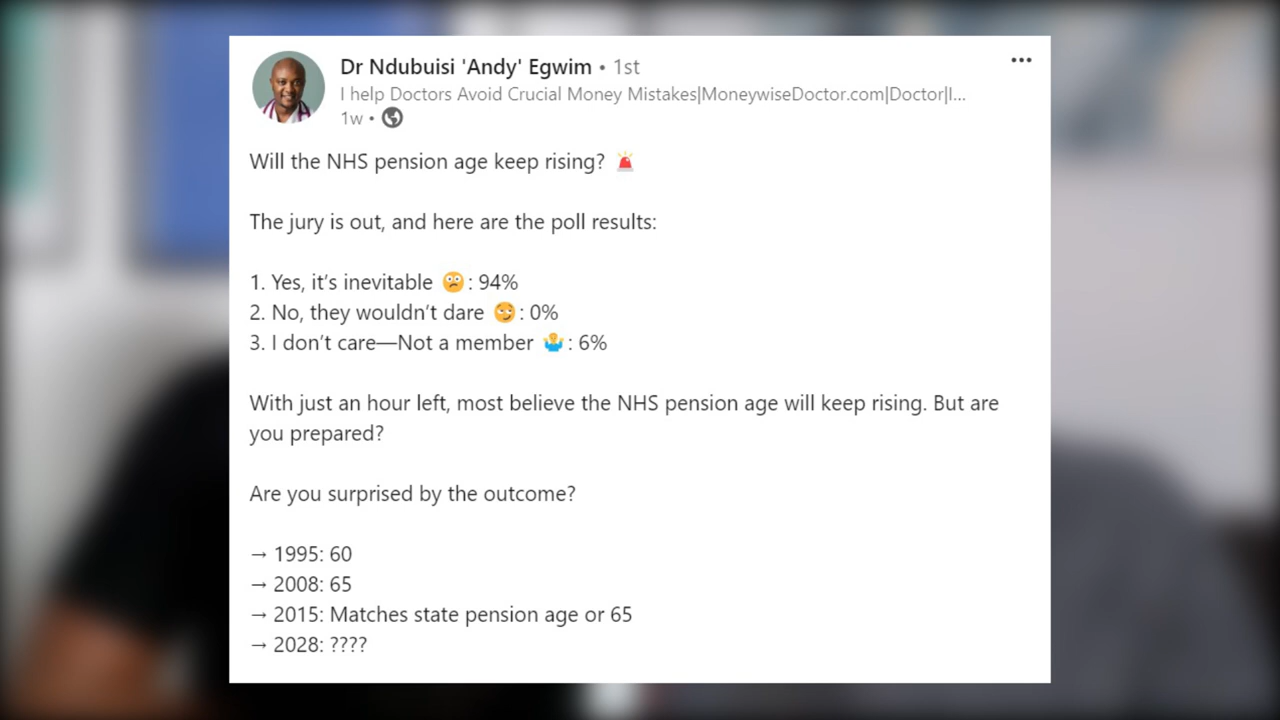 Dr Ndubuisi 'Andy' Egwim • 1st
I help Doctors Avoid Crucial Money Mistakes|MoneywiseDoctor.com|Doctor|I...
1w •
Will the NHS pension age keep rising? 🚨
The jury is out, and here are the poll results:
1. Yes, it’s inevitable 😟: 94%
2. No, they wouldn’t dare 😏: 0%
3. I don’t care—Not a member 🤷: 6%
With just an hour left, most believe the NHS pension age will keep rising. But are
you prepared?
Are you surprised by the outcome?
→ 1995: 60
→ 2008: 65
→ 2015: Matches state pension age or 65
→ 2028: ????